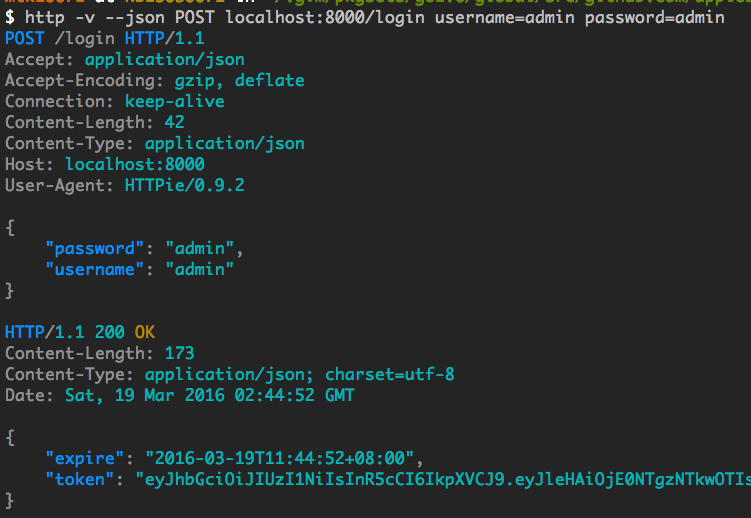 $ http -v --json POST localhost:8000/login username=admin password=admin
POST /login HTTP/1.1
Accept: application/json
Accept-Encoding: gzip, deflate
Connection: keep-alive
Content-Length: 42
Content-Type: application/json
Host: localhost:8000
User-Agent: HTTPie/0.9.2
{
    "password": "admin",
    "username": "admin"
}
HTTP/1.1 200 OK
Content-Length: 173
Content-Type: application/json; charset=utf-8
Date: Sat, 19 Mar 2016 02:44:52 GMT
{
    "expire": "2016-03-19T11:44:52+08:00",
    "token": "eyJhbGciOiJIUzI1NiIsInR5cCI6IkpXVCJ9.eyJleHAiOjE0NTgzNTkwOTIs
}